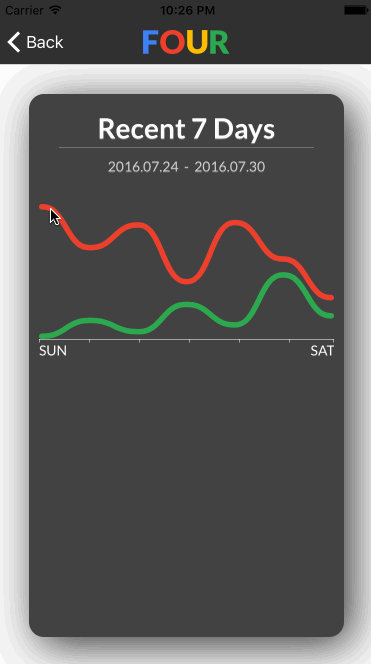 Carrier 10:26 PM
Back FOUR
Recent 7 Days
2016.07.24 - 2016.07.30
SUN SAT